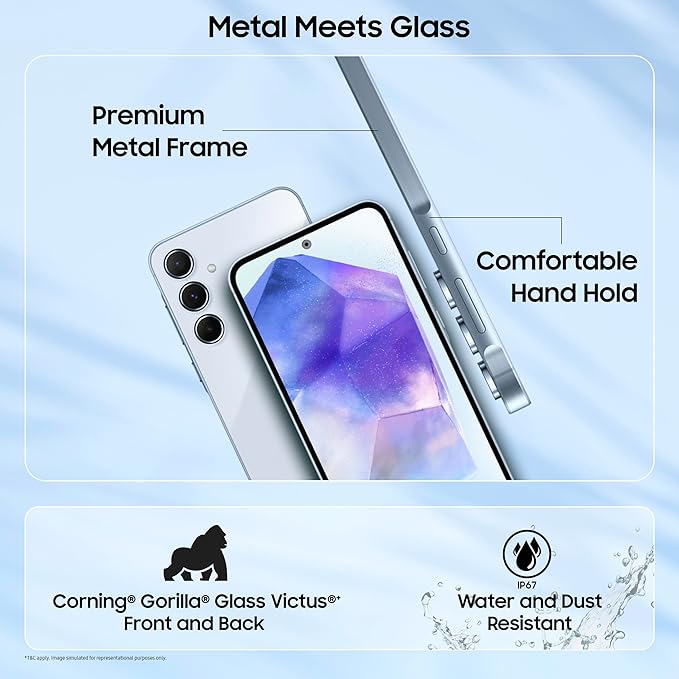 Metal Meets Glass
Premium
Metal Frame
Comfortable
Hand Hold
Corning® Gorilla® Glass Victus®⁺
Front and Back
IP67
Water and Dust
Resistant
*T&C apply. Image simulated for representational purposes only.